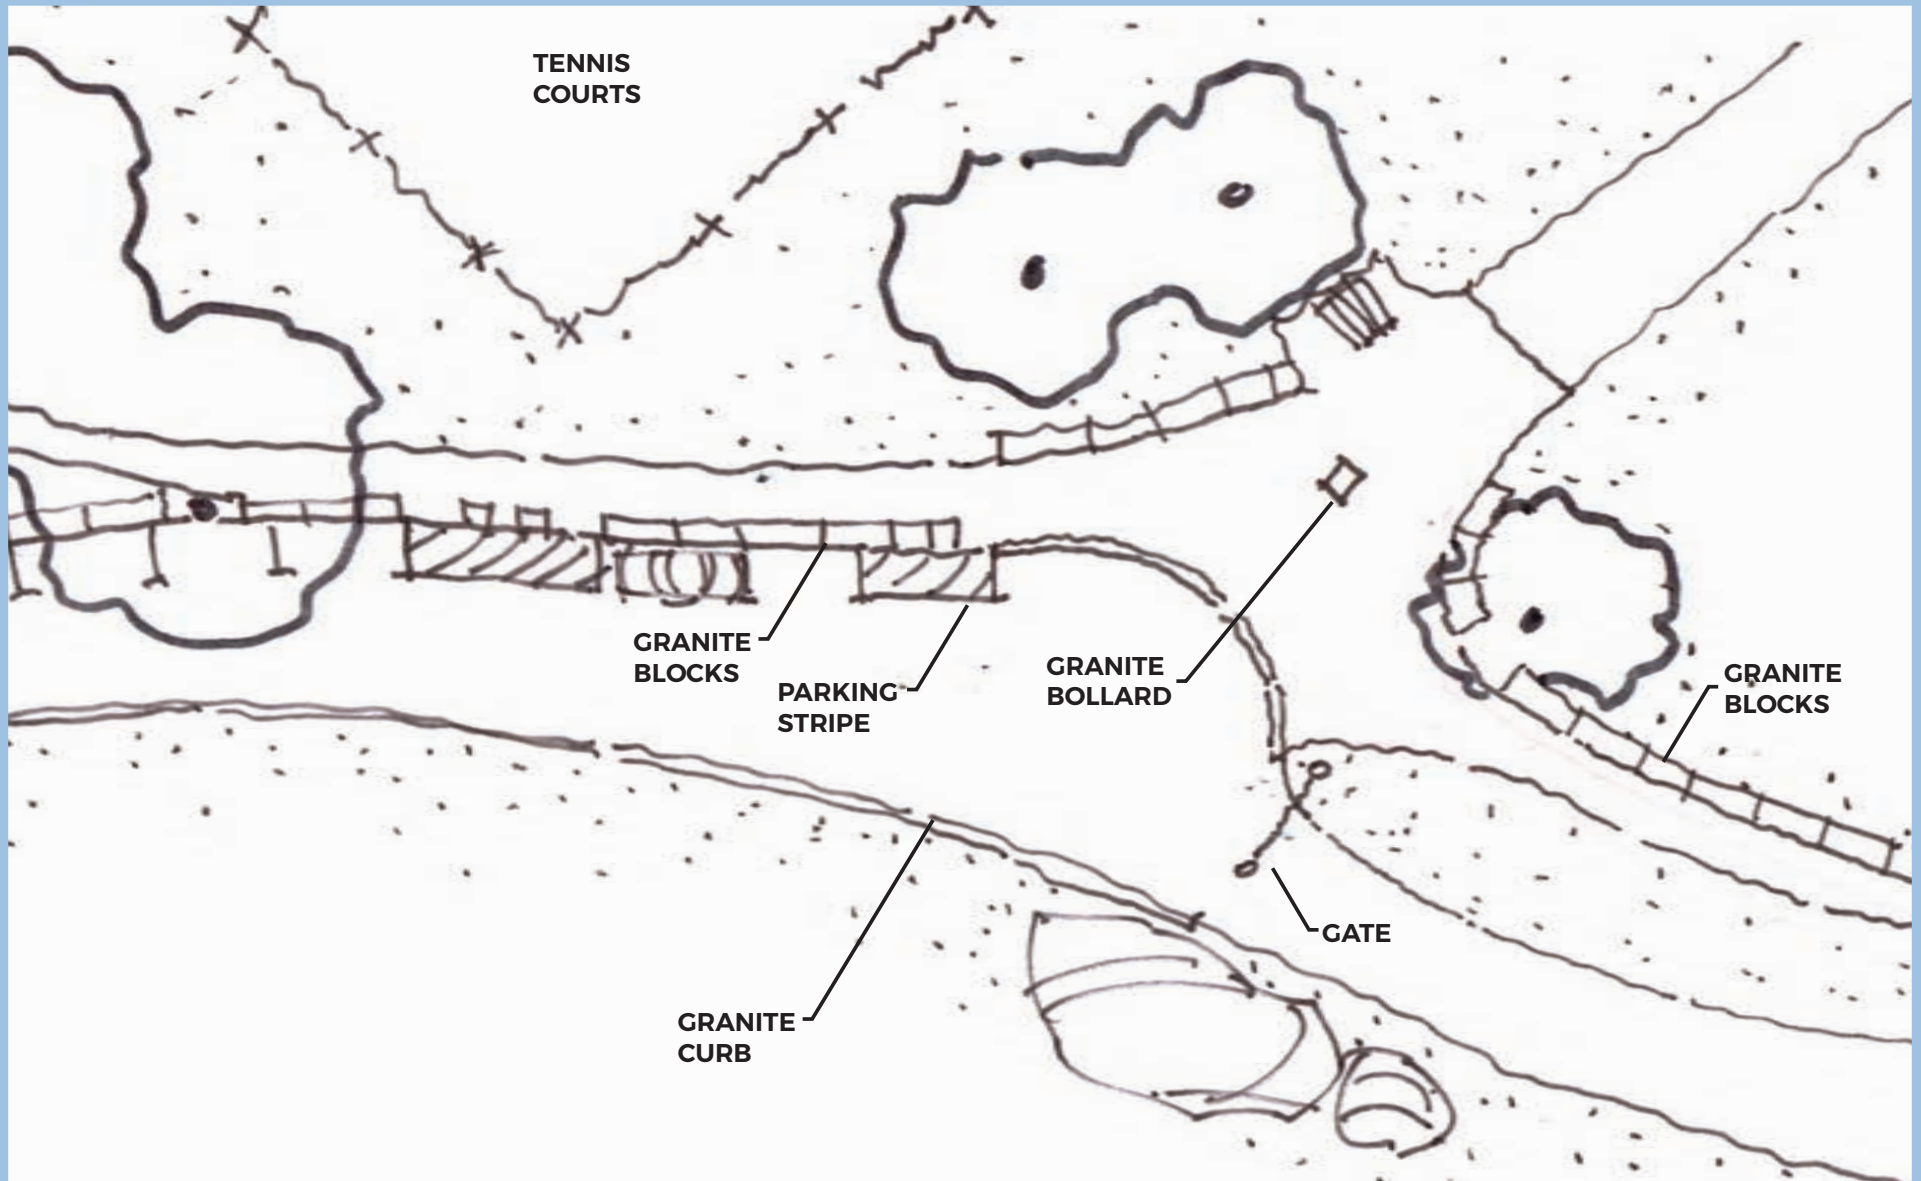 TENNIS
COURTS
GRANITE
BLOCKS
PARKING
STRIPE
GRANITE
BOLLARD
GRANITE
BLOCKS
GATE
GRANITE
CURB